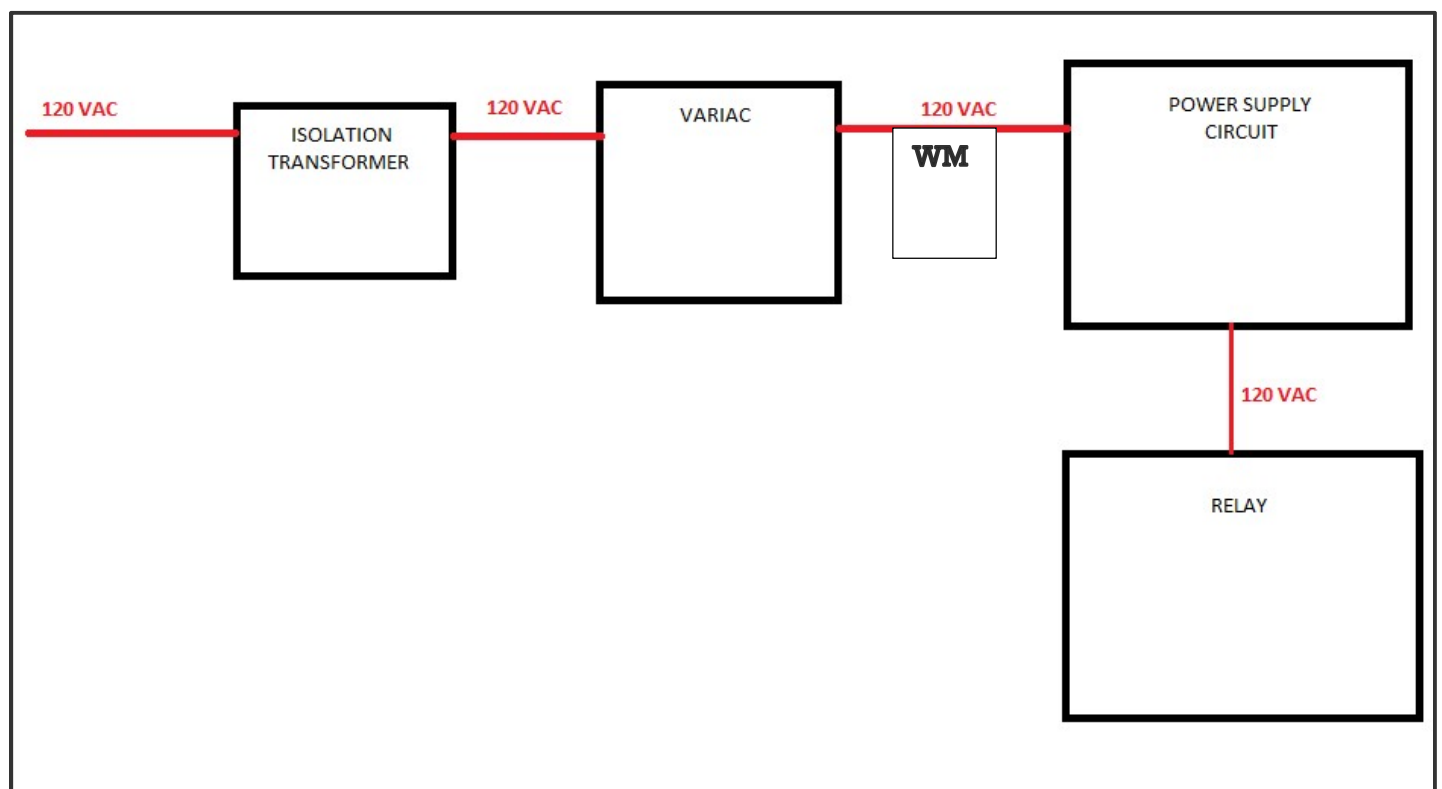 120 VAC
ISOLATION
TRANSFORMER
120 VAC
VARIAC
120 VAC
WM
POWER SUPPLY
CIRCUIT
120 VAC
RELAY